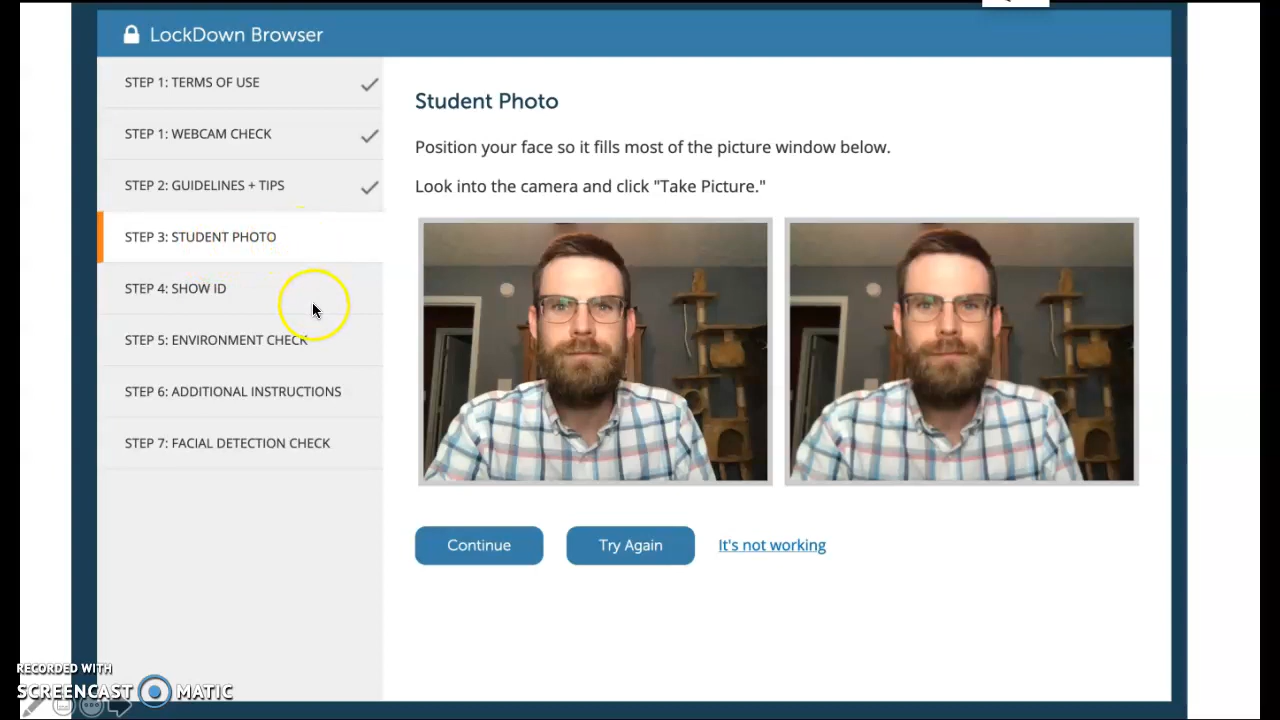 LockDown Browser
STEP 1: TERMS OF USE
STEP 1: WEBCAM CHECK
STEP 2: GUIDELINES + TIPS
STEP 3: STUDENT PHOTO
STEP 4: SHOW ID
STEP 5: ENVIRONMENT CHECK
STEP 6: ADDITIONAL INSTRUCTIONS
STEP 7: FACIAL DETECTION CHECK
Student Photo
Position your face so it fills most of the picture window below.
Look into the camera and click "Take Picture."
Continue
Try Again
It's not working
RECORDED WITH
SCREENCAST MATIC